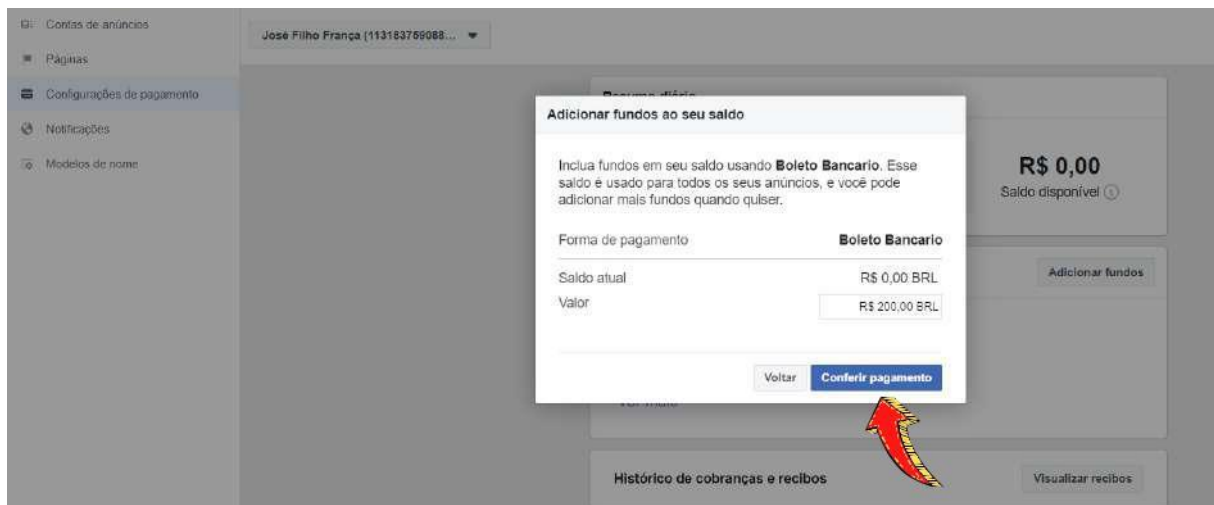 Contas de anúncios
Páginas
Configurações de pagamento
Notificações
Modelos de nome
José Filho França (113183759088...
Resumo diário
Adicionar fundos ao seu saldo
Inclua fundos em seu saldo usando Boleto Bancario. Esse
saldo é usado para todos os seus anúncios, e você pode
adicionar mais fundos quando quiser.
Forma de pagamento Boleto Bancario
Saldo atual R$ 0,00 BRL
Valor R$ 200,00 BRL
Voltar Conferir pagamento
R$ 0,00
Saldo disponível
Adicionar fundos
Histórico de cobranças e recibos
Visualizar recibos